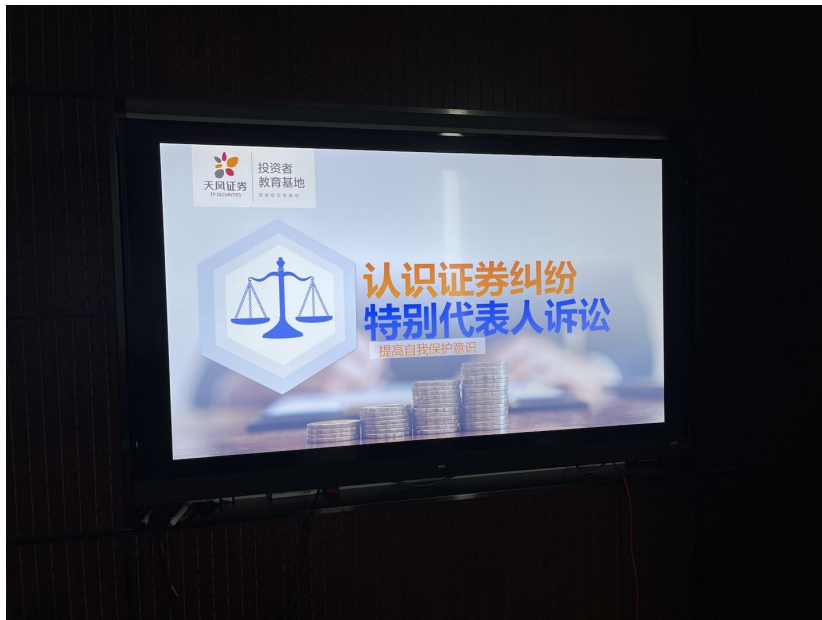 天风证券
TF SECURITIES
投资者
教育基地
认识证券纠纷
特别代表人诉讼
提高自我保护意识